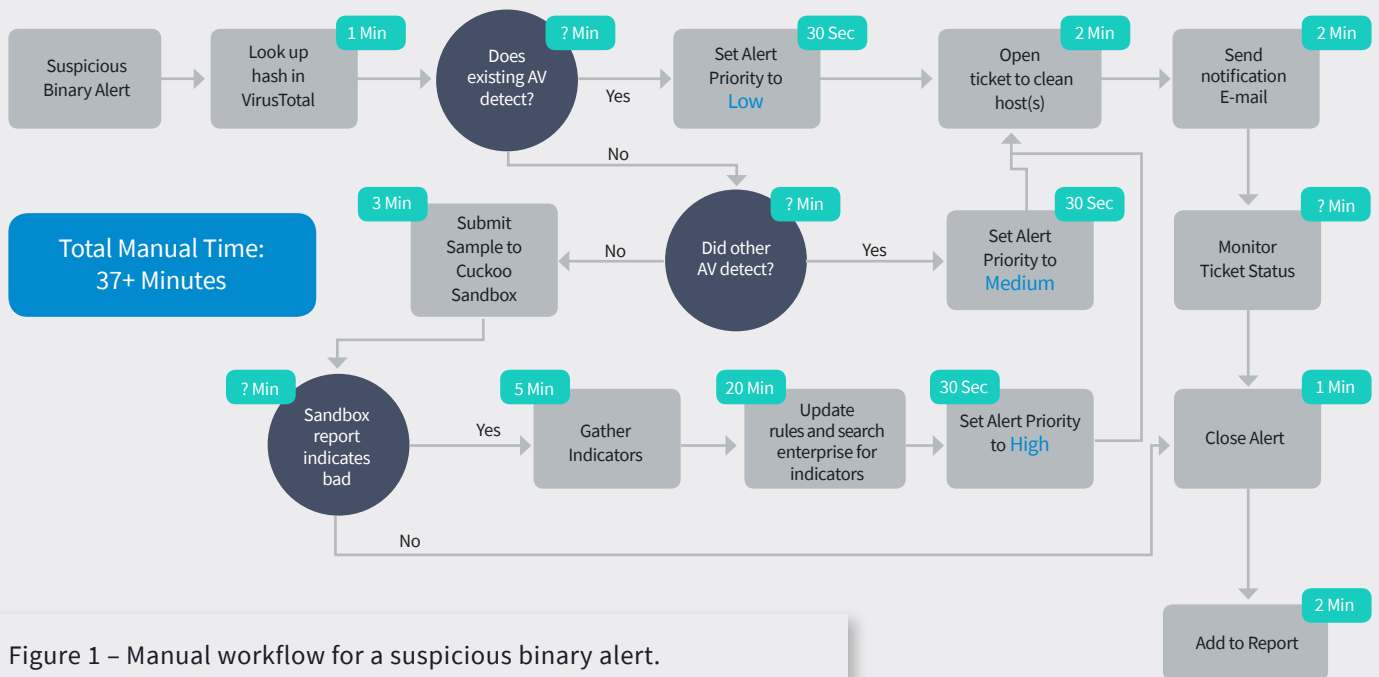 Suspicious
Binary Alert
1 Min
Look up
hash in
VirusTotal
? Min
Does
existing AV
detect?
Yes
No
30 Sec
Set Alert
Priority to
Low
2 Min
Open
ticket to clean
host(s)
2 Min
Send
notification
E-mail
Total Manual Time:
37+ Minutes
3 Min
Submit
Sample to
Cuckoo
Sandbox
No
? Min
Did other
AV detect?
Yes
30 Sec
Set Alert
Priority to
Medium
? Min
Monitor
Ticket Status
? Min
Sandbox
report
indicates
bad
Yes
No
5 Min
Gather
Indicators
20 Min
Update
rules and search
enterprise for
indicators
30 Sec
Set Alert Priority
to High
1 Min
Close Alert
2 Min
Add to Report
Figure 1 – Manual workflow for a suspicious binary alert.